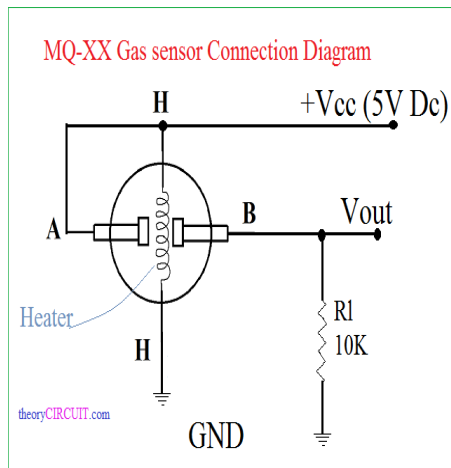 MQ-XX Gas sensor Connection Diagram
H
+Vcc (5V Dc)
A
B
Vout
Heater
R1
10K
H
theoryCIRCUIT.com
GND